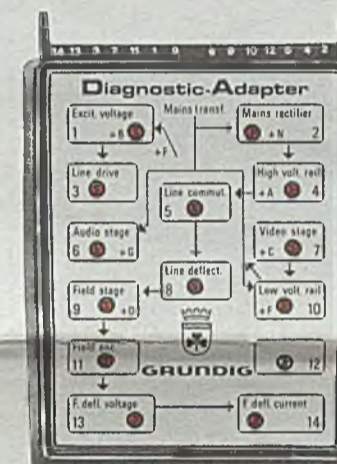 14 13 3 7 11 1 9 8 6 10 12 5 4 2
Diagnostic-Adapter
Excit. voltage
1 +B
Mains transf.
Mains rectifier
+N 2
+F
Line drive
3
High volt. rail
+A 4
Line commut.
5
Audio stage
6 +G
Video stage
+C 7
Line deflect.
8
Field stage
9 +D
Low volt. rail
+F 10
Field osc.
11
GRUNDIG
12
F. defl. voltage
13
F. defl. current
14